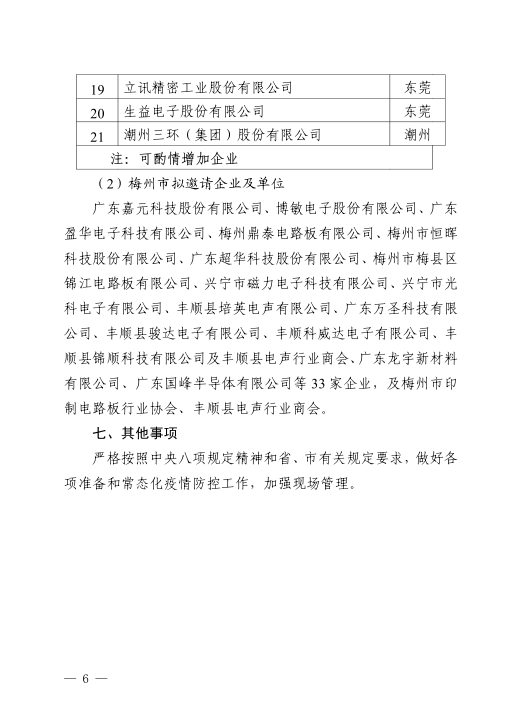 19 立讯精密工业股份有限公司 东莞
20 生益电子股份有限公司 东莞
21 潮州三环（集团）股份有限公司 潮州
注：可酌情增加企业
（2）梅州市拟邀请企业及单位
广东嘉元科技股份有限公司、博敏电子股份有限公司、广东
盈华电子科技有限公司、梅州鼎泰电路板有限公司、梅州市恒晖
科技股份有限公司、广东超华科技股份有限公司、梅州市梅县区
锦江电路板有限公司、兴宁市磁力电子科技有限公司、兴宁市光
科电子有限公司、丰顺县培英电声有限公司、广东万圣科技有限
公司、丰顺县骏达电子有限公司、丰顺科威达电子有限公司、丰
顺县锦顺科技有限公司及丰顺县电声行业商会、广东龙宇新材料
有限公司、广东国峰半导体有限公司等 33 家企业，及梅州市印
制电路板行业协会、丰顺县电声行业商会。
七、其他事项
严格按照中央八项规定精神和省、市有关规定要求，做好各
项准备和常态化疫情防控工作，加强现场管理。
— 6 —